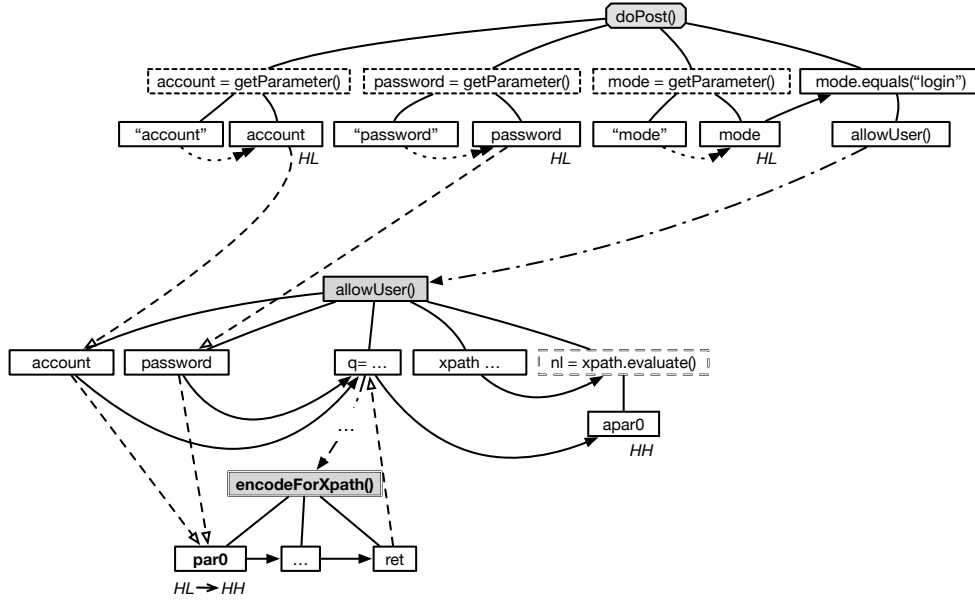 doPost()
account = getParameter()
password = getParameter()
mode = getParameter()
mode.equals(“login”)
“account”
account
“password”
password
“mode”
mode
allowUser()
HL
HL
HL
allowUser()
account
password
q= ...
xpath ...
nl = xpath.evaluate()
apar0
...
HH
encodeForXpath()
par0
...
ret
HL → HH